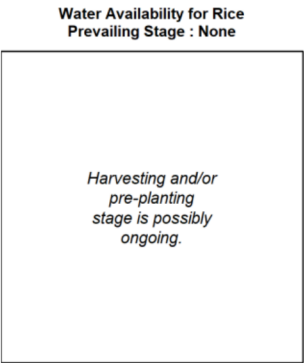 Water Availability for Rice
Prevailing Stage : None
Harvesting and/or
pre-planting
stage is possibly
ongoing.